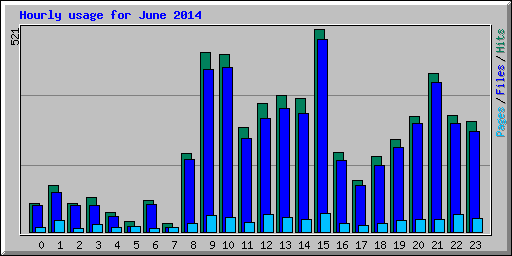 Hourly usage for June 2014
521
Pages / Files / Hits
0 1 2 3 4 5 6 7 8 9 10 11 12 13 14 15 16 17 18 19 20 21 22 23